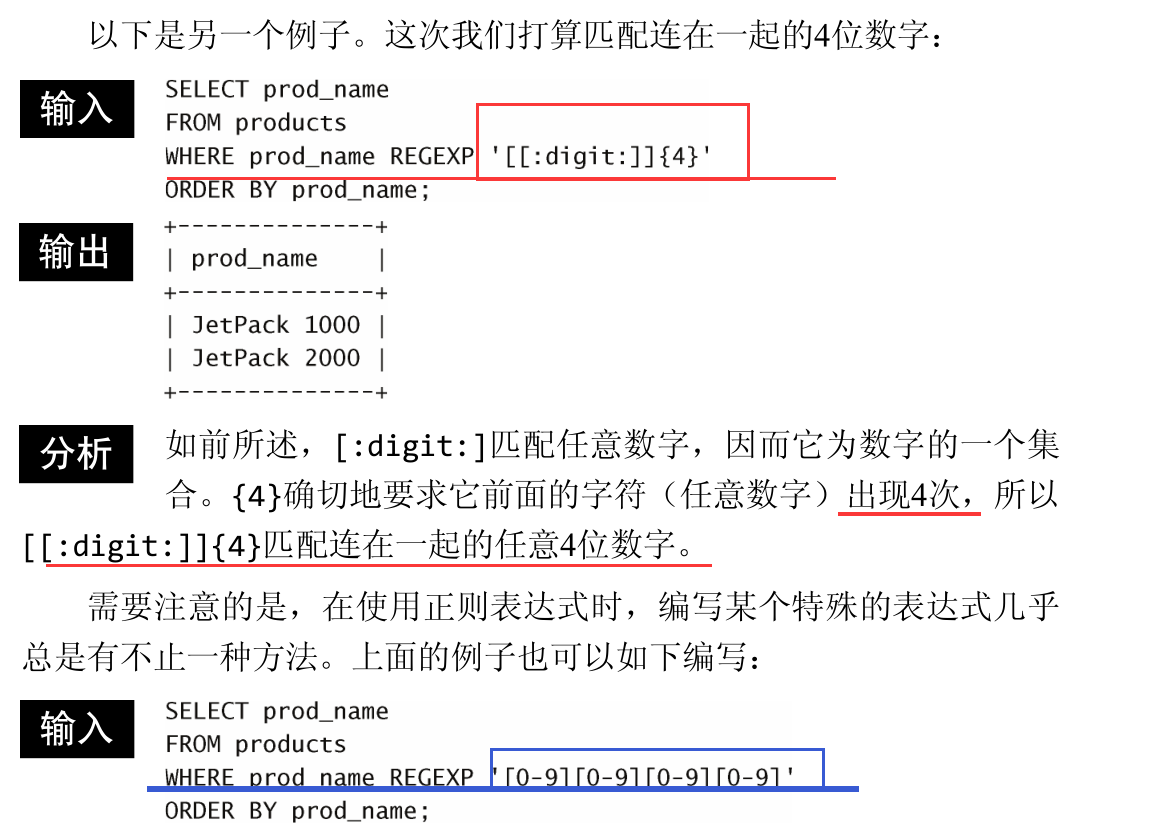 以下是另一个例子。这次我们打算匹配连在一起的4位数字：
输入
SELECT prod_name
FROM products
WHERE prod_name REGEXP '[[:digit:]]{4}'
ORDER BY prod_name;
输出
+--------------+
| prod_name    |
+--------------+
| JetPack 1000 |
| JetPack 2000 |
+--------------+
分析
如前所述，[:digit:]匹配任意数字，因而它为数字的一个集
合。{4}确切地要求它前面的字符（任意数字）出现4次，所以
[[:digit:]]{4}匹配连在一起的任意4位数字。
需要注意的是，在使用正则表达式时，编写某个特殊的表达式几乎
总是有不止一种方法。上面的例子也可以如下编写：
输入
SELECT prod_name
FROM products
WHERE prod_name REGEXP '[0-9][0-9][0-9][0-9]'
ORDER BY prod_name;